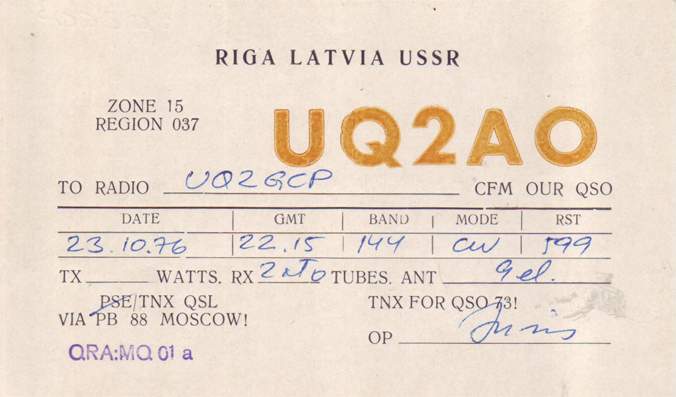 RIGA LATVIA USSR
ZONE 15
REGION 037
UQ2AO
TO RADIO UQ2GCP CFM OUR QSO
DATE GMT BAND MODE RST
23.10.76 22.15 144 CW 599
TX WATTS. RX TUBES. ANT 9el.
PSE/TNX QSL TNX FOR QSO 73!
VIA PB 88 MOSCOW!
OP Juris
QRA:MQ 01 a